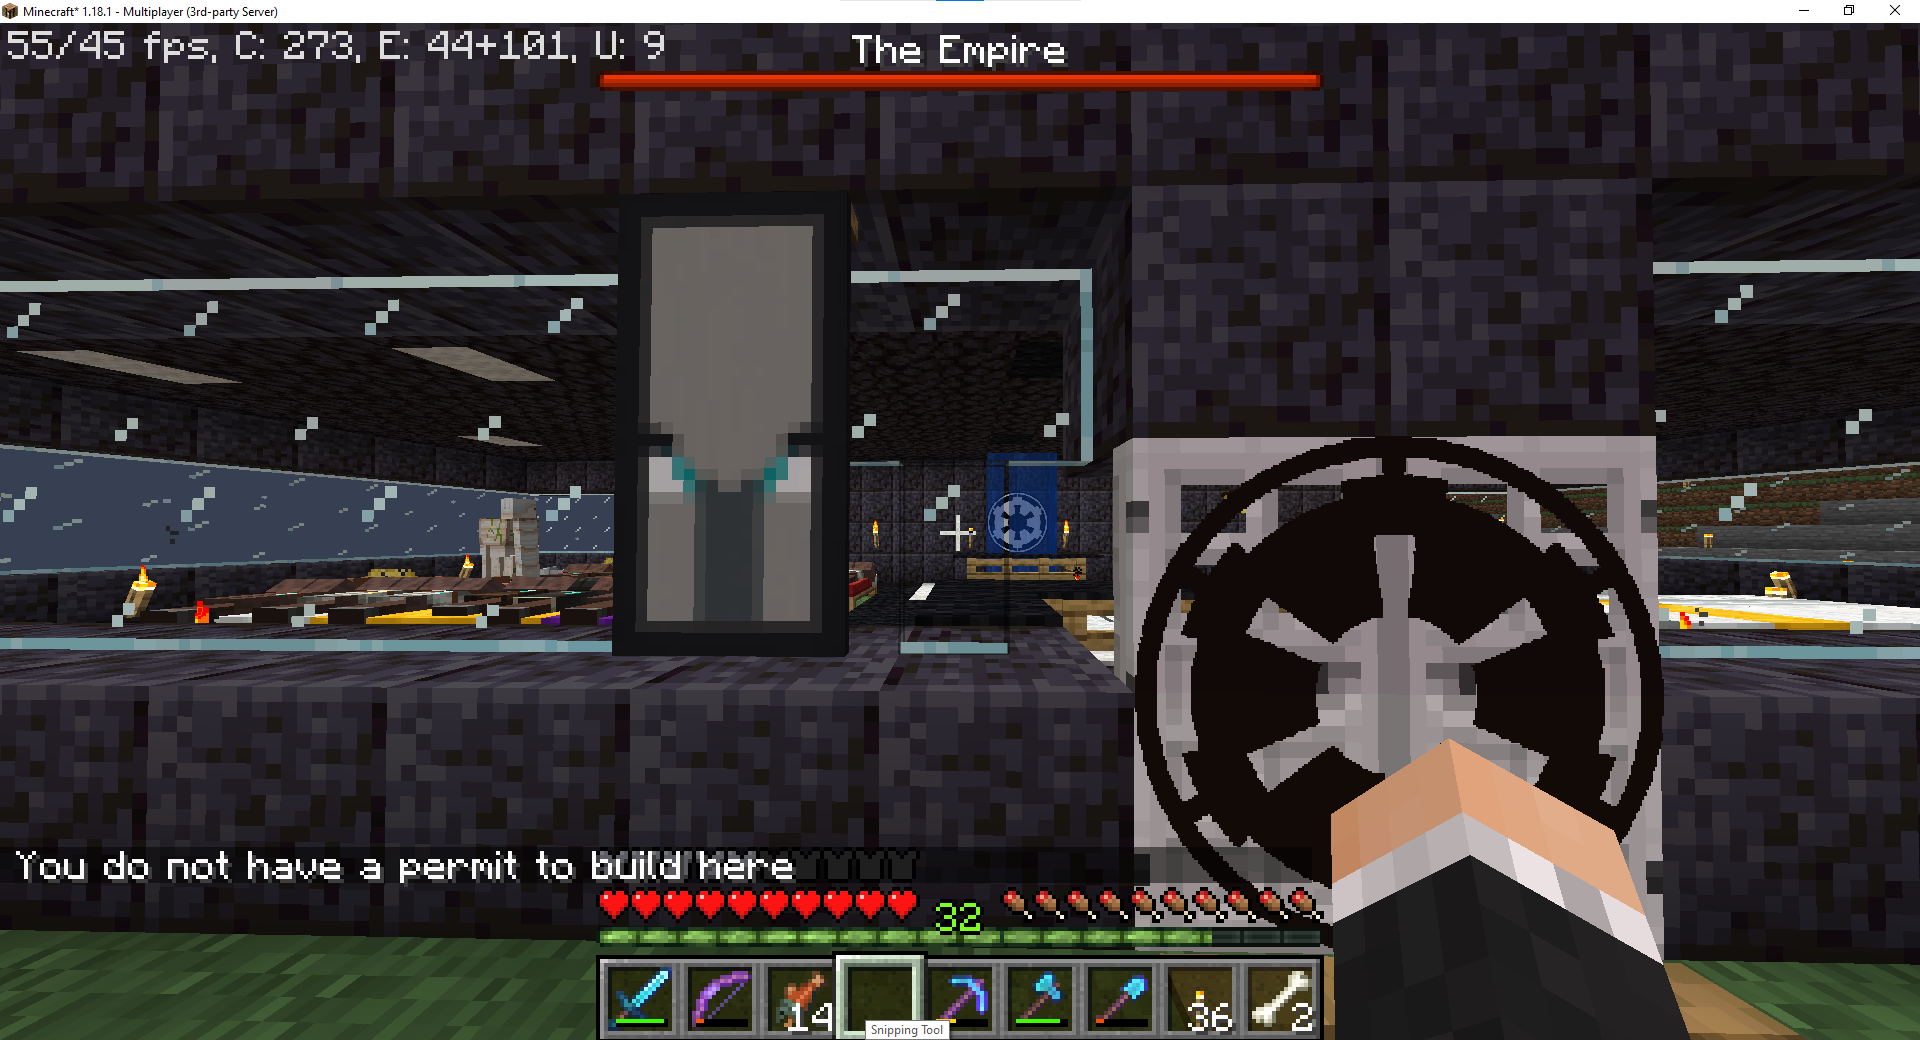 Minecraft* 1.18.1 - Multiplayer (3rd-party Server)
55/45 fps, C: 273, E: 44+101, U: 9
The Empire
You do not have a permit to build here
32
14
36
2
Snipping Tool